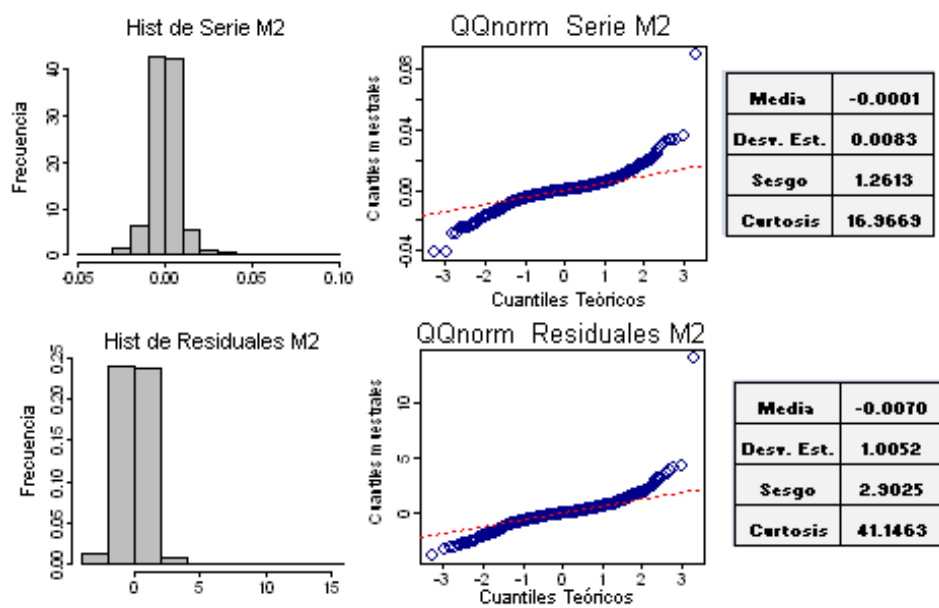 Hist de Serie M2
Frecuencia
0 10 20 30 40
-0.05 0.00 0.05 0.10
QQnorm Serie M2
Cuantiles muestrales
-0.04 0.00 0.04 0.08
-3 -2 -1 0 1 2 3
Cuantiles Teóricos
Media -0.0001
Desv. Est. 0.0083
Sesgo 1.2613
Curtosis 16.9669
Hist de Residuales M2
Frecuencia
0.00 0.05 0.10 0.15 0.20 0.25
0 5 10 15
QQnorm Residuales M2
Cuantiles muestrales
0 5 10
-3 -2 -1 0 1 2 3
Cuantiles Teóricos
Media -0.0070
Desv. Est. 1.0052
Sesgo 2.9025
Curtosis 41.1463